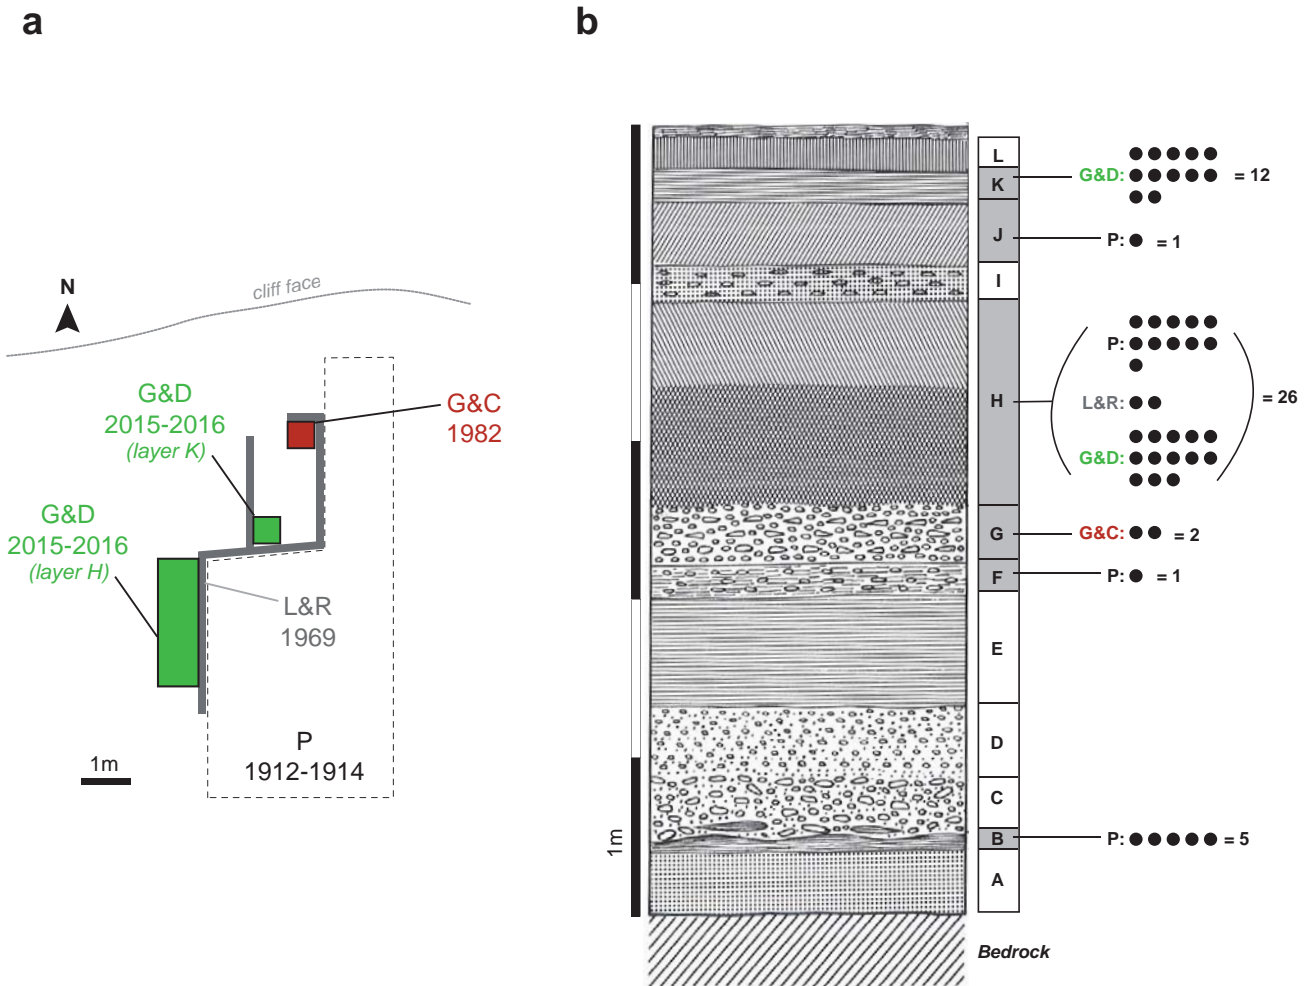 a
b
N
cliff face
G&D
2015-2016
(layer K)
G&C
1982
G&D
2015-2016
(layer H)
L&R
1969
P
1912-1914
1m
1m
L
K
J
I
H
G
F
E
D
C
B
A
Bedrock
G&D: = 12
P: = 1
P:
L&R:
G&D:
= 26
G&C: = 2
P: = 1
P: = 5